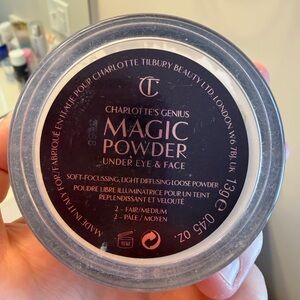 MADE IN ITALY FOR/FABRIQUÉ EN ITALIE POUR CHARLOTTE TILBURY BEAUTY LTD, LONDON W6 7BJ, UK 13g 0.45 OZ.
CT
CHARLOTTE'S GENIUS
MAGIC
POWDER
UNDER EYE & FACE
SOFT-FOCUSSING, LIGHT DIFFUSING LOOSE POWDER
POUDRE LIBRE ILLUMINATRICE POUR UN TEINT
REPLENDISSANT ET VELOUTÉ
2 – FAIR/MEDIUM
2 – PÂLE/MOYEN